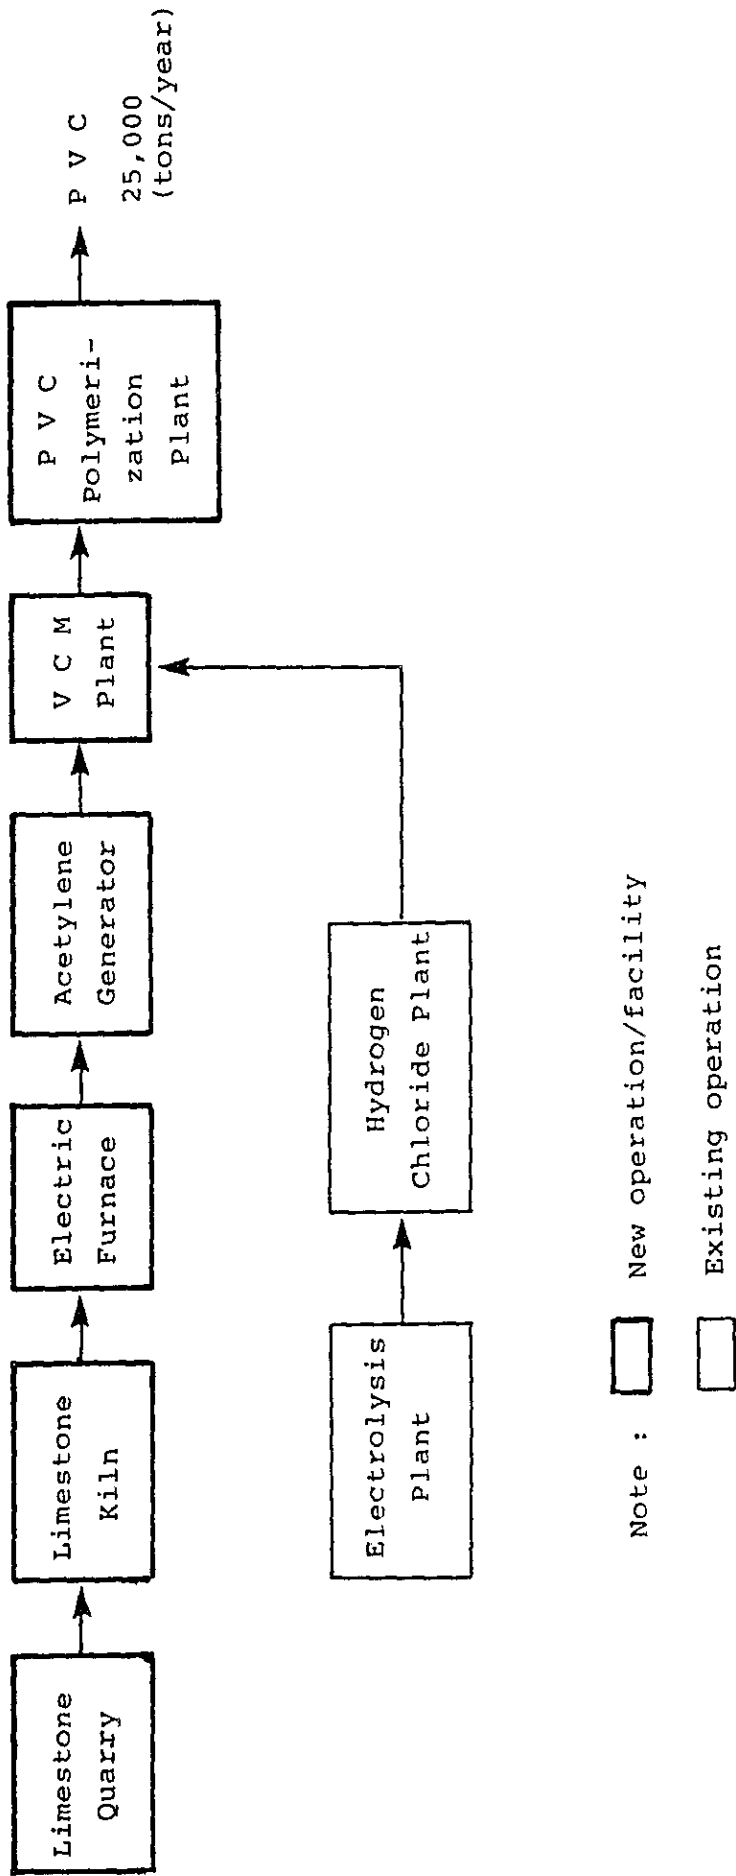 Limestone
Quarry
Limestone
Kiln
Electric
Furnace
Acetylene
Generator
V C M
Plant
P V C
Polymeri-
zation
Plant
P V C
25,000
(tons/year)
Electrolysis
Plant
Hydrogen
Chloride Plant
Note :
New operation/facility
Existing operation